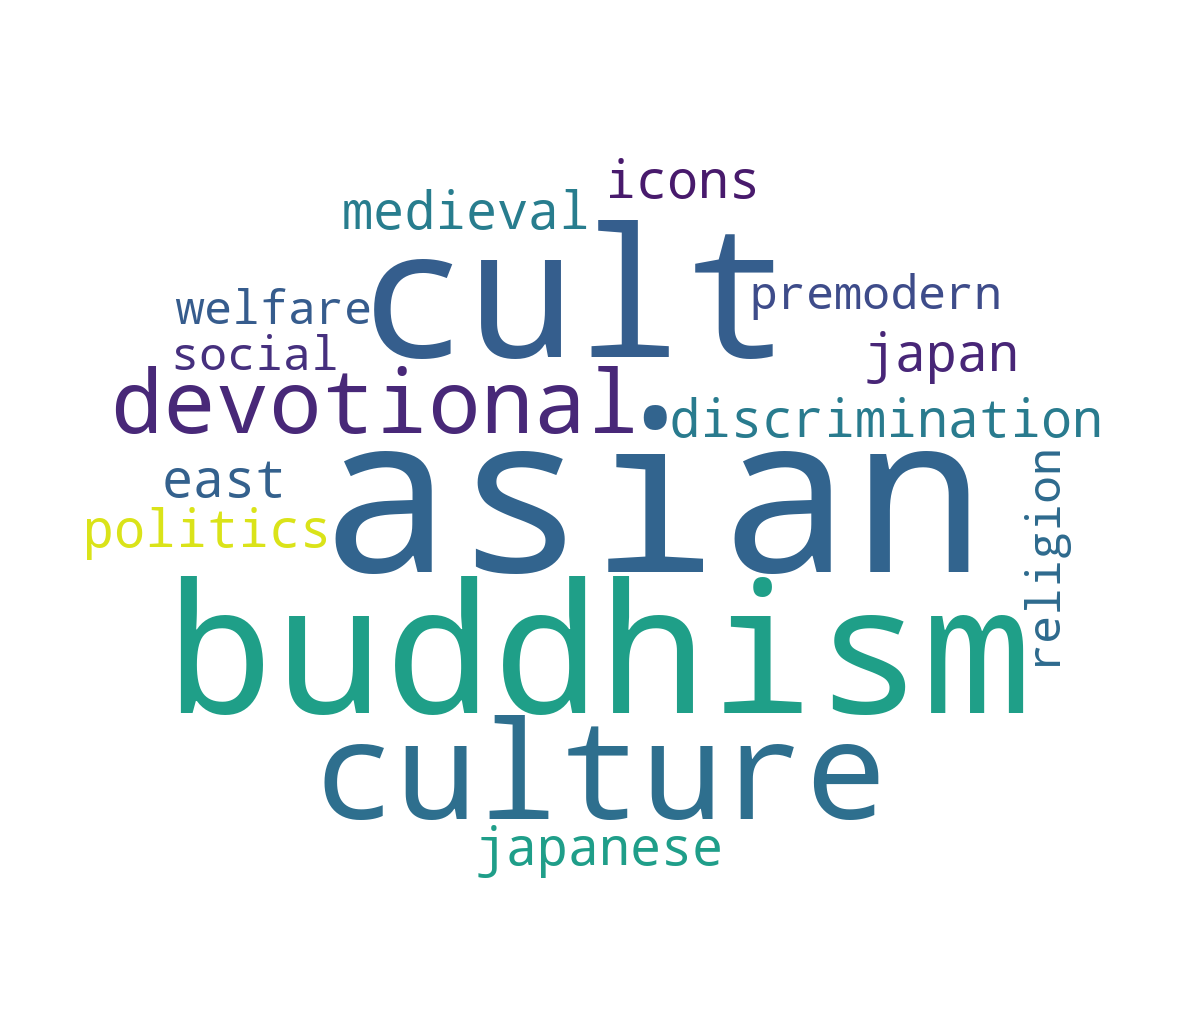 icons
medieval
cult
premodern
welfare
social
japan
devotional
discrimination
asian
east
politics
religion
buddhism
culture
japanese